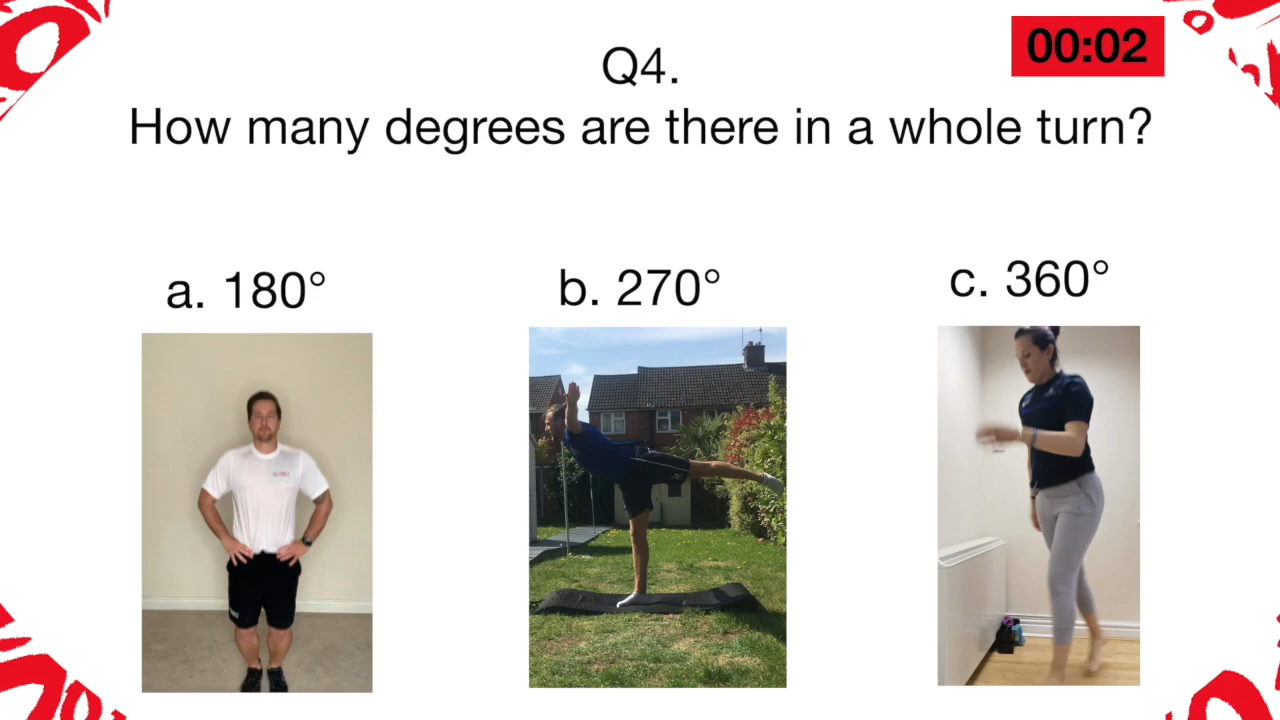 00:02
Q4.
How many degrees are there in a whole turn?
a. 180°
b. 270°
c. 360°